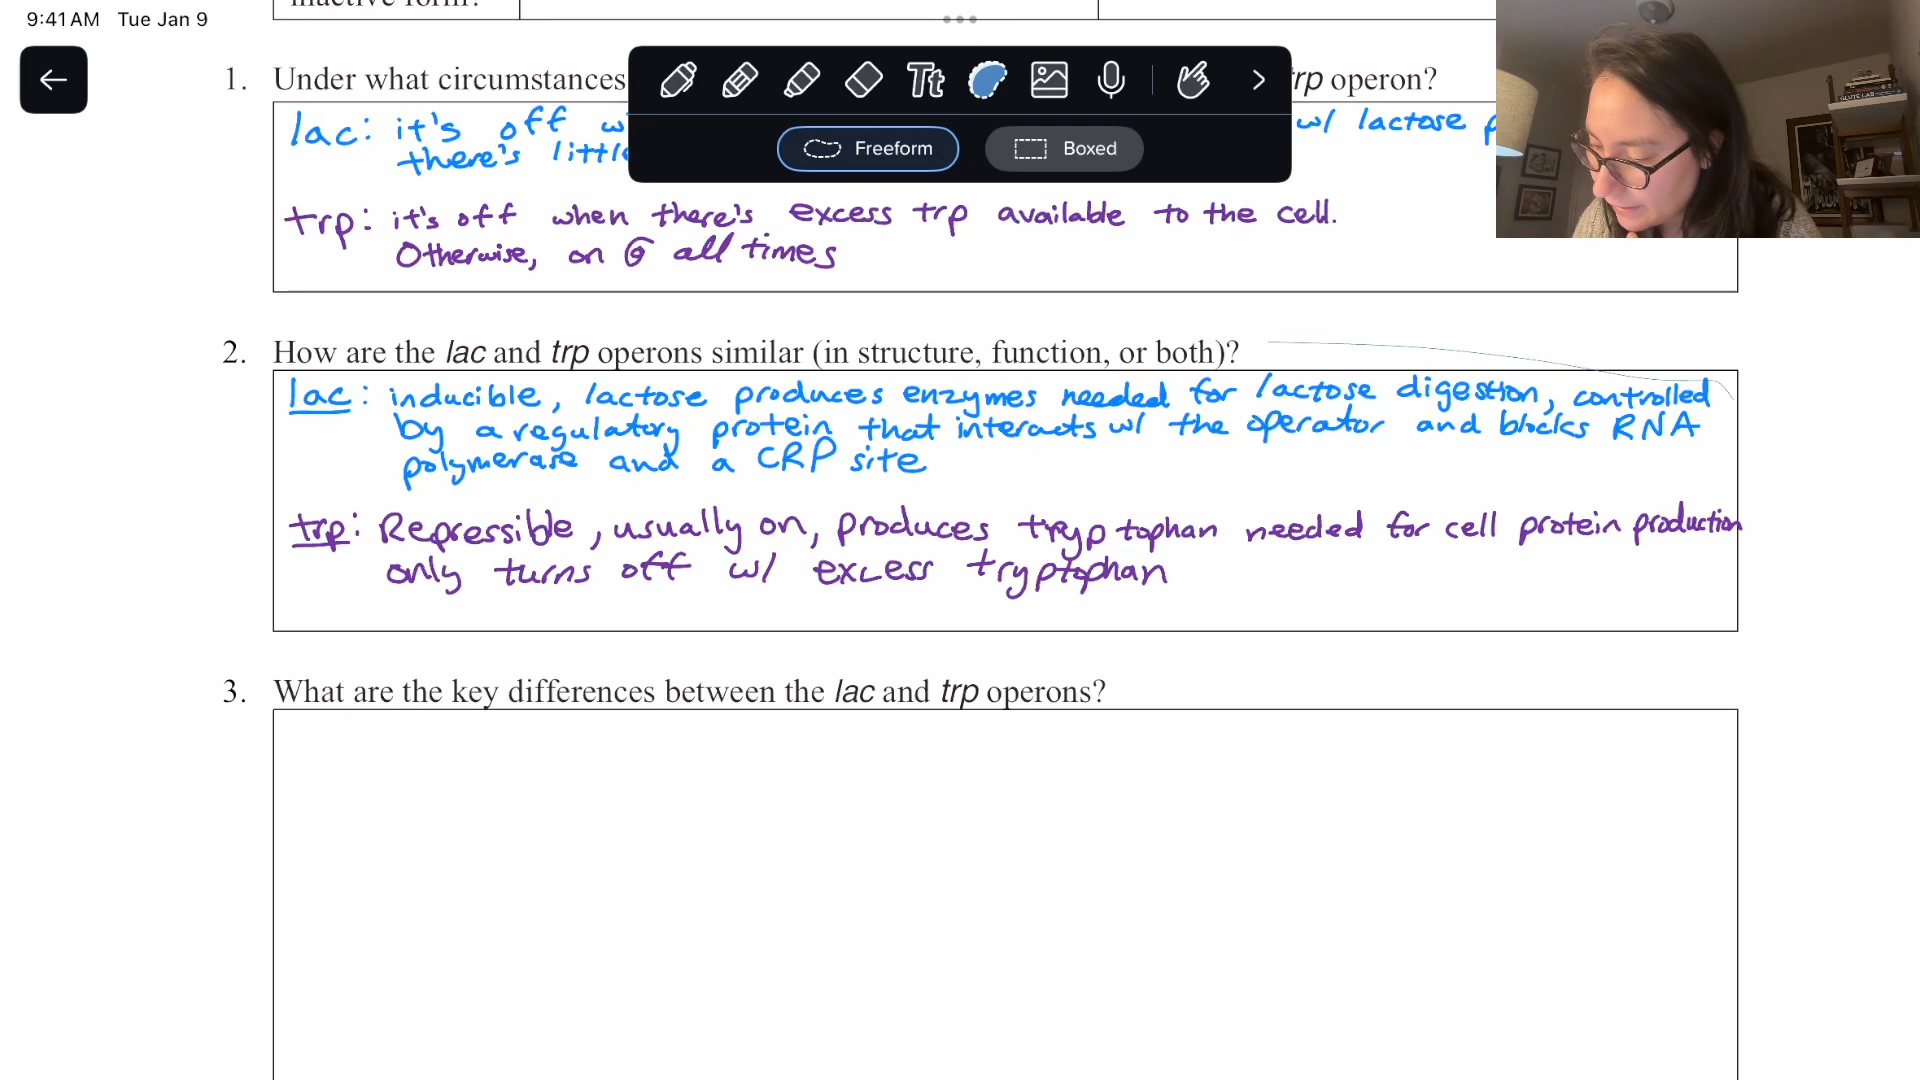 9:41 AM Tue Jan 9
1. Under what circumstances
rp operon?
lac: it's off w/ lactose
there's
trp: it's off when there's excess trp available to the cell.
Otherwise, on @ all times
2. How are the lac and trp operons similar (in structure, function, or both)?
lac: inducible, lactose produces enzymes needed for lactose digestion, controlled
by a regulatory protein that interacts w/ the operator and blocks RNA
polymerase and a CRP site
trp: Repressible, usually on, produces tryptophan needed for cell protein production
only turns off w/ excess tryptophan
3. What are the key differences between the lac and trp operons?
Tt
Freeform
Boxed
GLUTE LAB